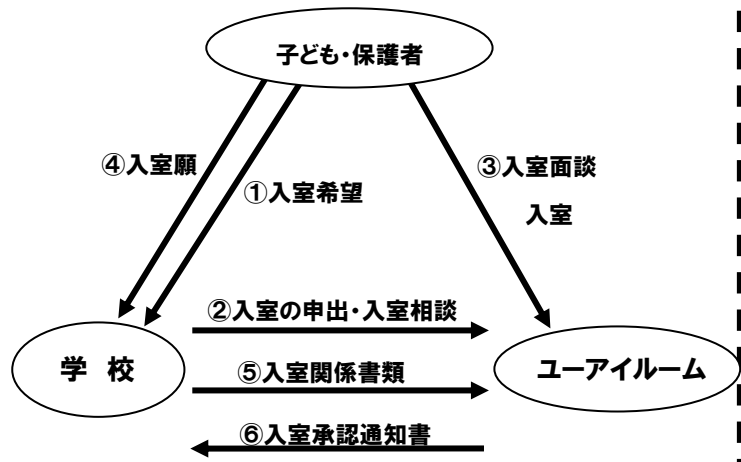 子ども・保護者
④入室願
①入室希望
③入室面談
入室
②入室の申出・入室相談
学 校
⑤入室関係書類
ユーアイルーム
⑥入室承認通知書